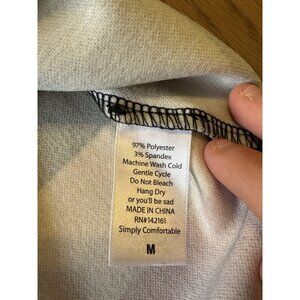 97% Polyester
3% Spandex
Machine Wash Cold
Gentle Cycle
Do Not Bleach
Hang Dry
or you'll be sad
MADE IN CHINA
RN#142161
Simply Comfortable
M